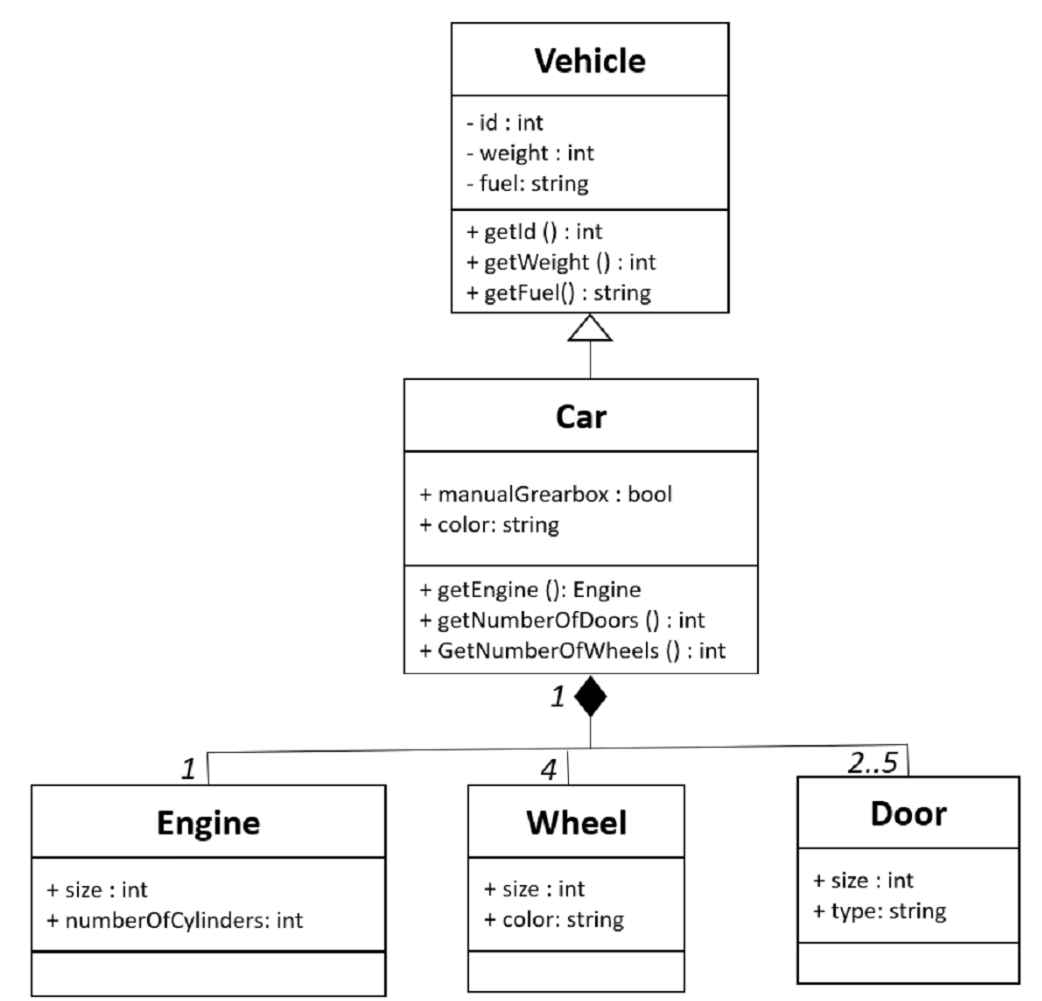 Vehicle
- id : int
- weight : int
- fuel: string
+ getId () : int
+ getWeight () : int
+ getFuel() : string
Car
+ manualGrearbox : bool
+ color: string
+ getEngine (): Engine
+ getNumberOfDoors () : int
+ GetNumberOfWheels () : int
1
1
4
2..5
Engine
+ size : int
+ numberOfCylinders: int
Wheel
+ size : int
+ color: string
Door
+ size : int
+ type: string